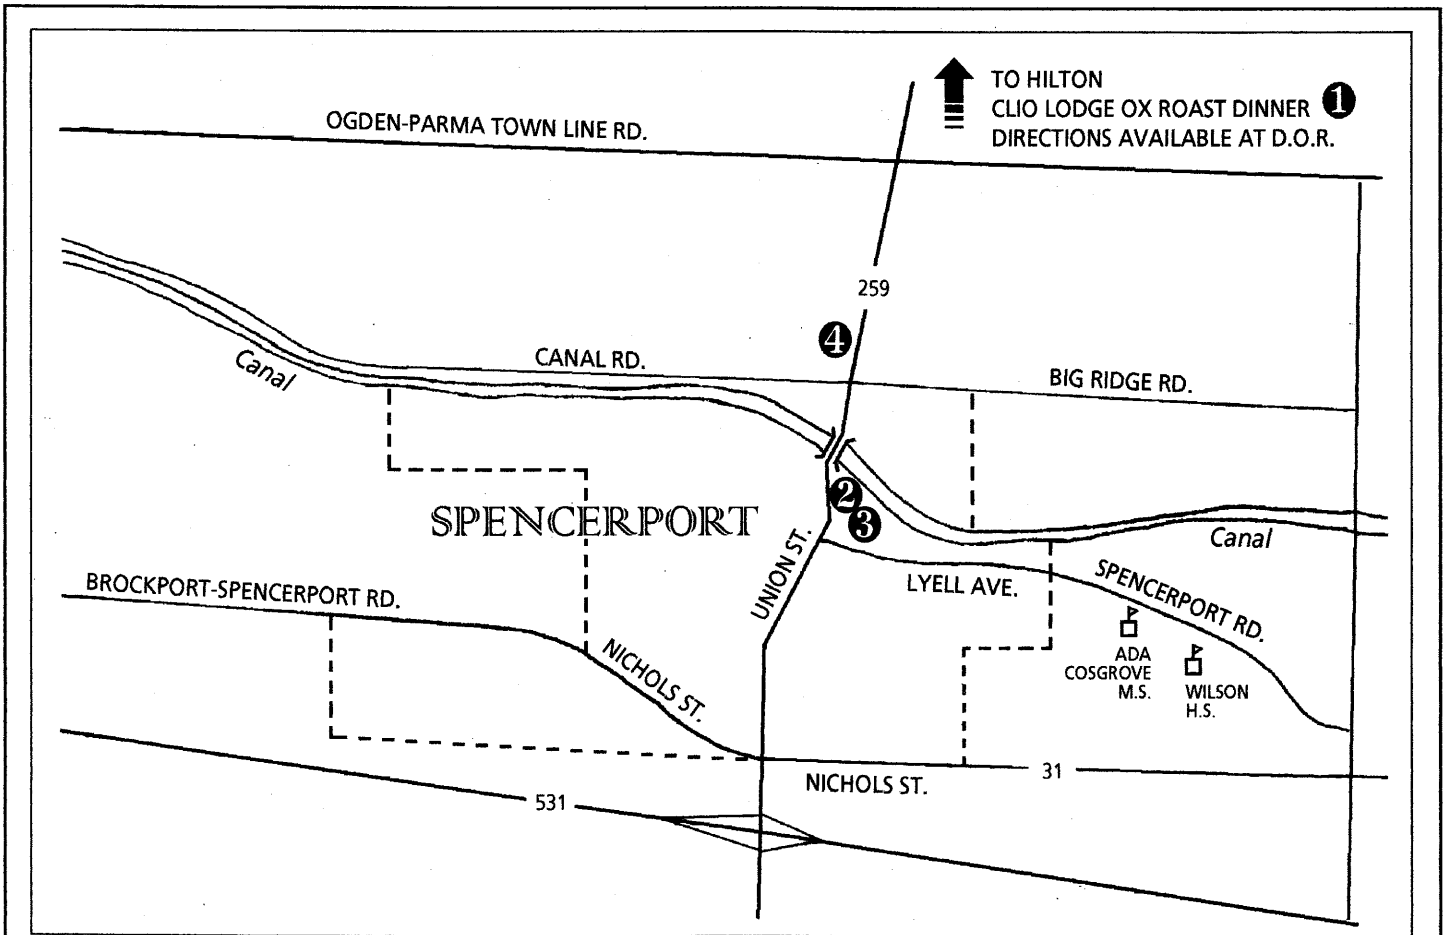 TO HILTON
CLIO LODGE OX ROAST DINNER 1
DIRECTIONS AVAILABLE AT D.O.R.
OGDEN-PARMA TOWN LINE RD.
259
4
CANAL RD.
Canal
BIG RIDGE RD.
2
SPENCERPORT
3
Canal
UNION ST.
LYELL AVE.
SPENCERPORT RD.
BROCKPORT-SPENCERPORT RD.
NICHOLS ST.
ADA
COSGROVE
M.S.
WILSON
H.S.
31
NICHOLS ST.
531